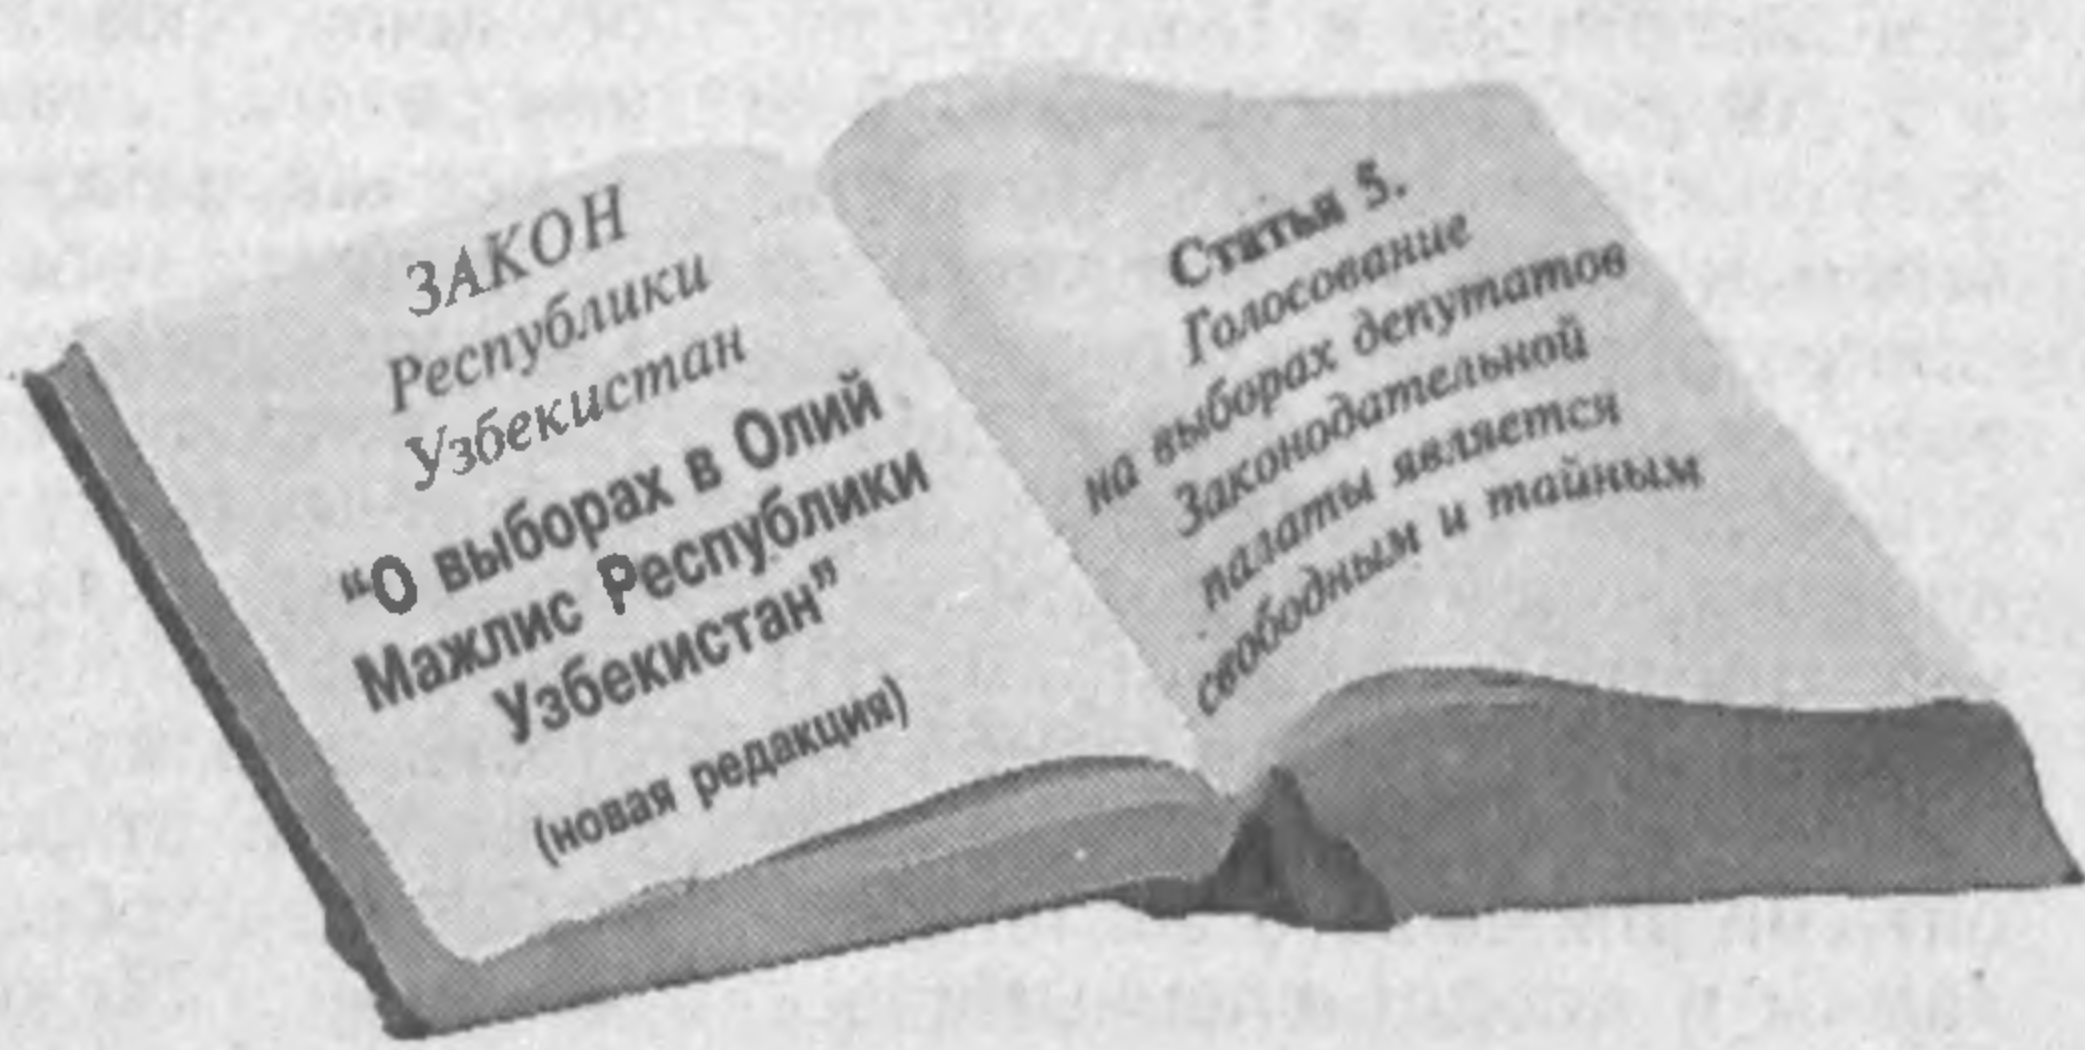 ЗАКОН
Республики
Узбекистан
“О выборах в Олий
Мажлис Республики
Узбекистан”
(новая редакция)
Статья 5.
Голосование
на выборах депутатов
Законодательной
палаты является
свободным и тайным